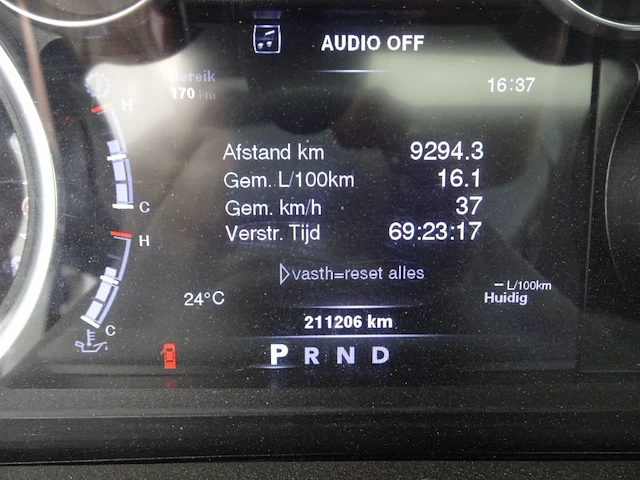 AUDIO OFF
Bereik
170 km
16:37
H
C
Afstand km 9294.3
Gem. L/100km 16.1
Gem. km/h 37
Verstr. Tijd 69:23:17
H
C
vasth=reset alles
24°C
-- L/100km
Huidig
211206 km
P R N D